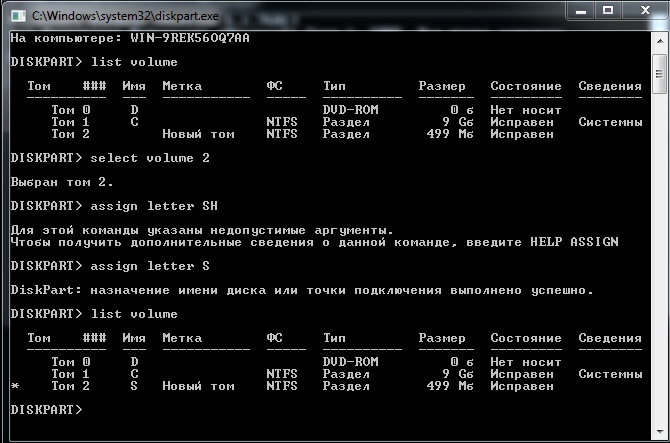 C:\Windows\system32\diskpart.exe
На компьютере: WIN-9REK56OQ7AA
DISKPART> list volume
Том ### Имя Метка ФС Тип Размер Состояние Сведения
---------- --- ----------- ----- ---------- ------- --------- --------
Том 0 D DVD-ROM 0 б Нет носит
Том 1 C NTFS Раздел 9 Gб Исправен Системны
Том 2 Новый том NTFS Раздел 499 Mб Исправен
DISKPART> select volume 2
Выбран том 2.
DISKPART> assign letter SH
Для этой команды указаны недопустимые аргументы.
Чтобы получить дополнительные сведения о данной команде, введите HELP ASSIGN
DISKPART> assign letter S
DiskPart: назначение имени диска или точки подключения выполнено успешно.
DISKPART> list volume
Том ### Имя Метка ФС Тип Размер Состояние Сведения
---------- --- ----------- ----- ---------- ------- --------- --------
Том 0 D DVD-ROM 0 б Нет носит
Том 1 C NTFS Раздел 9 Gб Исправен Системны
* Том 2 S Новый том NTFS Раздел 499 Mб Исправен
DISKPART>